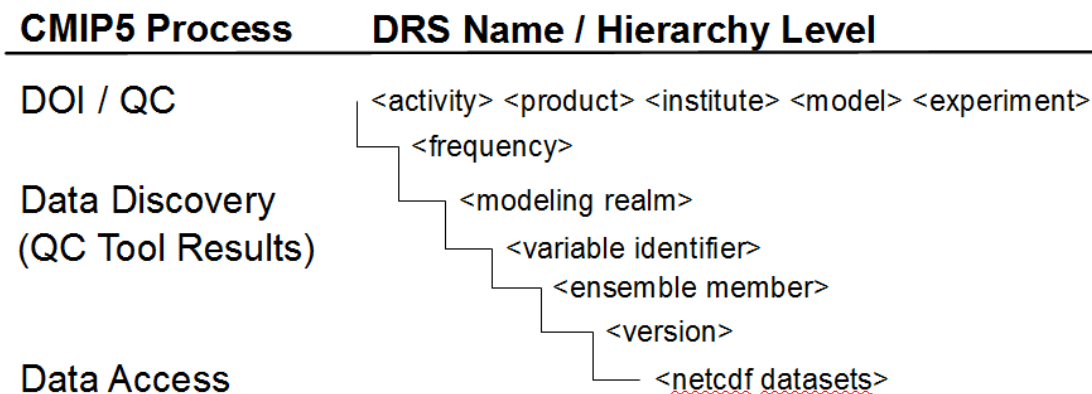 CMIP5 Process DRS Name / Hierarchy Level
DOI / QC <activity> <product> <institute> <model> <experiment>
<frequency>
Data Discovery <modeling realm>
(QC Tool Results) <variable identifier>
<ensemble member>
<version>
Data Access <netcdf datasets>